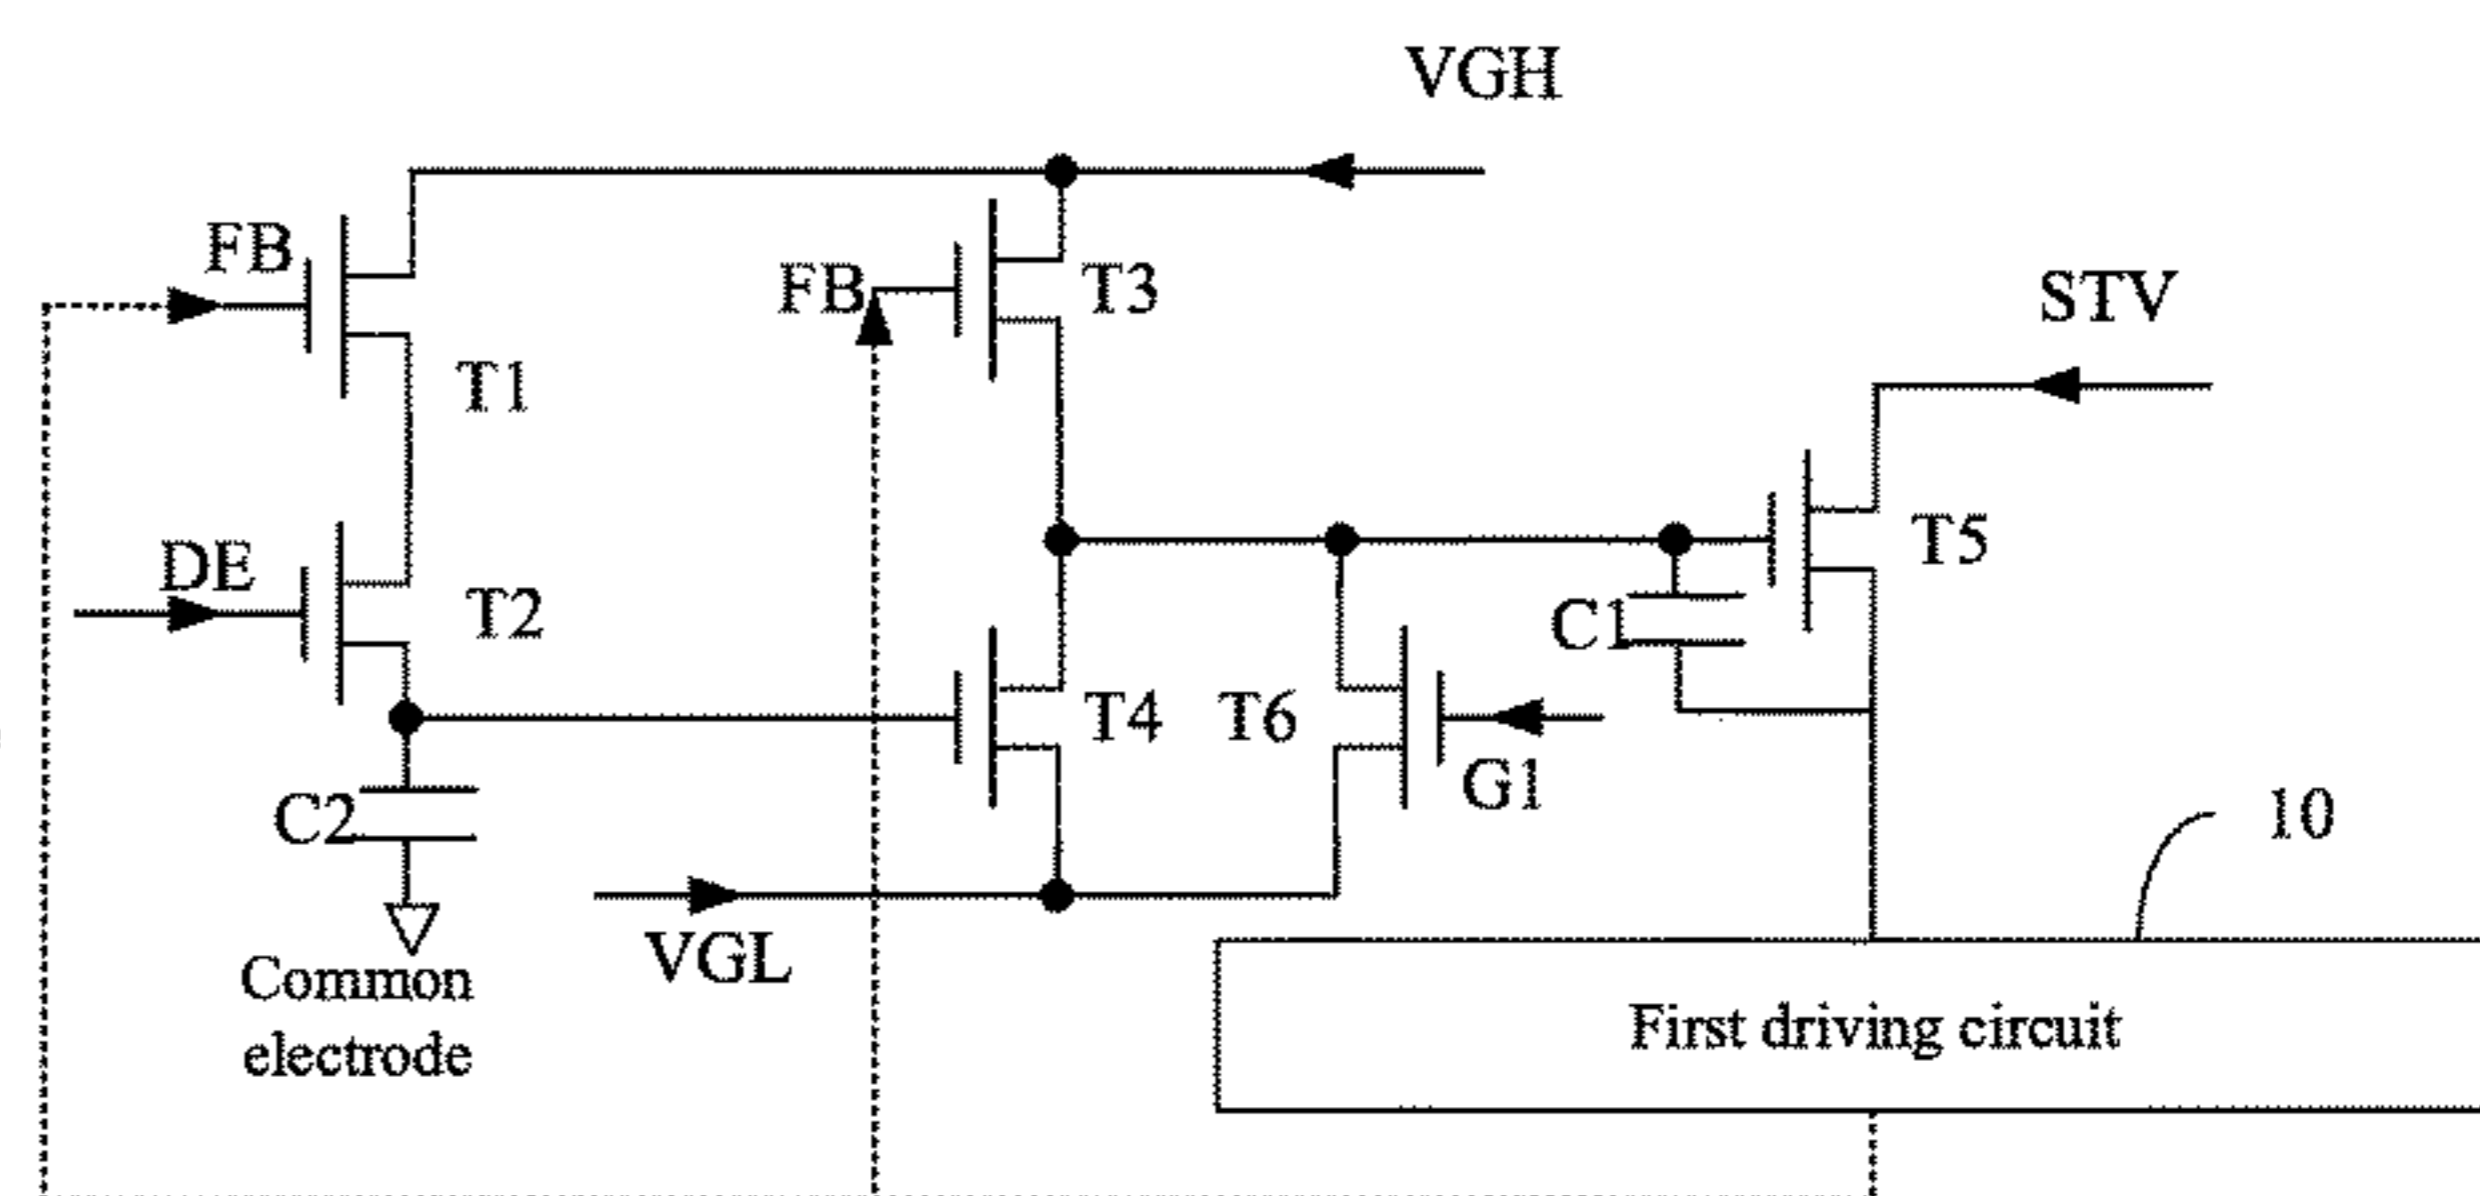 VGH
FB
FB
T3
STV
T1
DE
T2
T5
C1
T4
T6
G1
C2
10
VGL
Common
electrode
First driving circuit